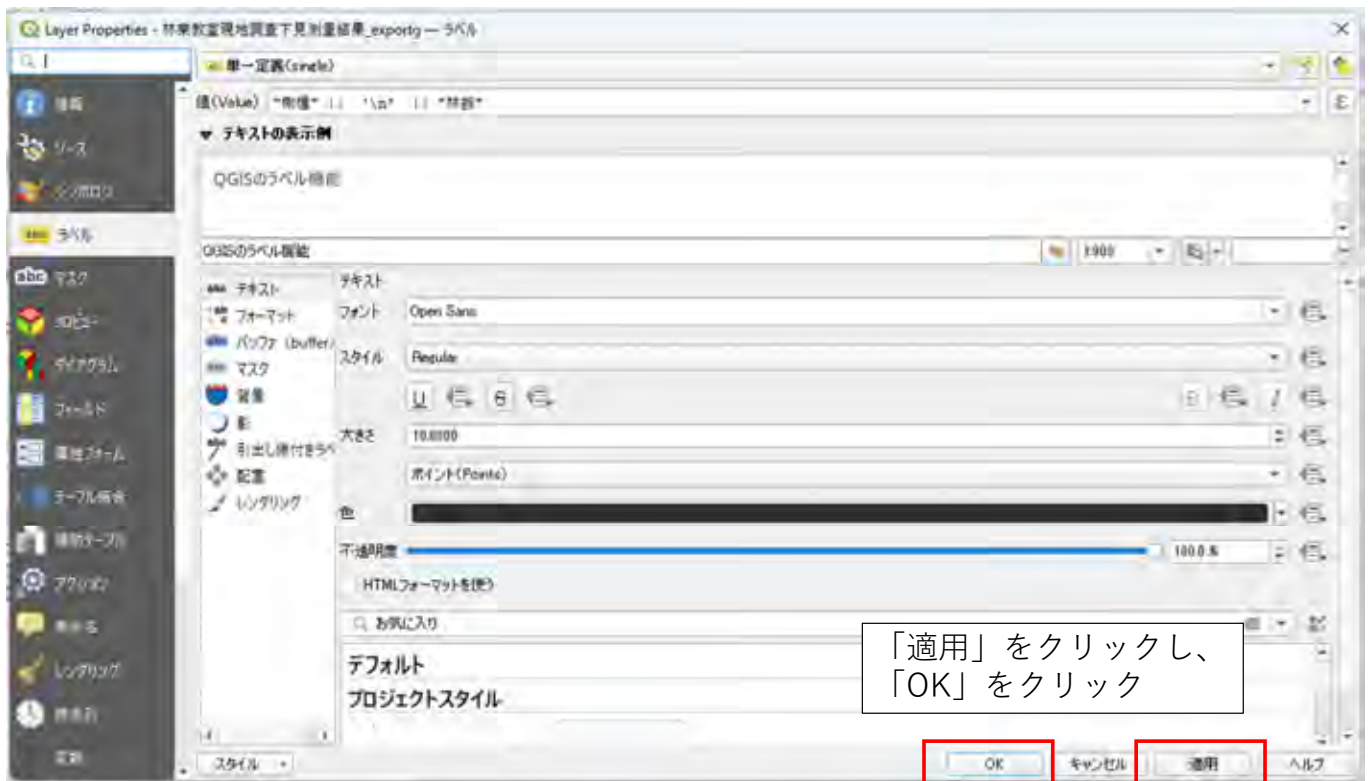 Layer Properties - 林業教室現地調査下見測量結果_exportg — ラベル
単一定義(single)
情報
値(Value) "樹種" || '\n' || "林齢"
テキストの表示例
ソース
QGISのラベル機能
シンボロジ
ラベル
QGISのラベル機能
1900
マスク
テキスト
テキスト
フォーマット
フォント
Open Sans
3Dビュー
バッファ (buffer)
ダイアグラム
マスク
スタイル
Regular
背景
U
S
B
I
フィールド
影
大きさ
10.0000
属性フォーム
引出し線付きラベ
配置
ポイント(Points)
テーブル結合
レンダリング
色
補助テーブル
不透明度
100.0 %
アクション
HTMLフォーマットを使う
表示名
お気に入り
デフォルト
レンダリング
プロジェクトスタイル
「適用」をクリックし、
「OK」をクリック
時系列
変数
スタイル
OK
キャンセル
適用
ヘルプ